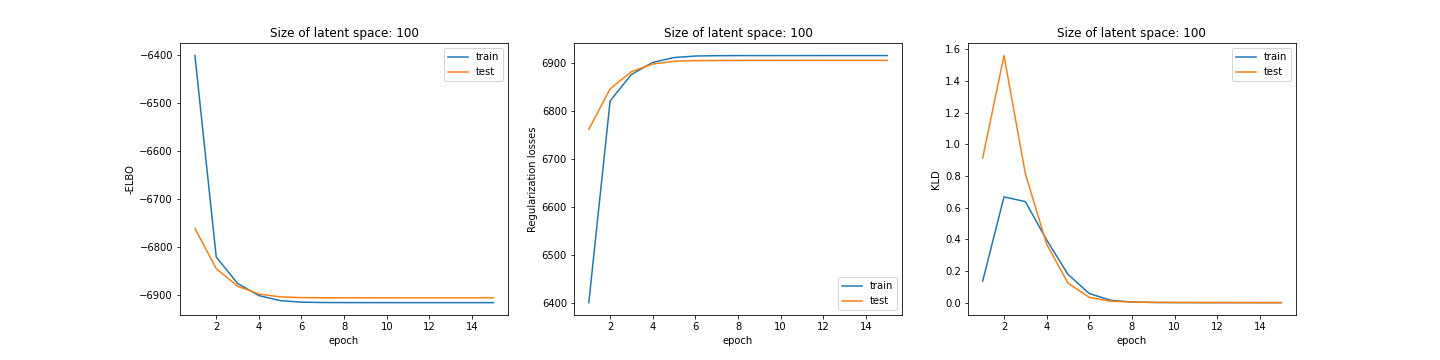 Size of latent space: 100
-ELBO
−6400
−6500
−6600
−6700
−6800
−6900
2 4 6 8 10 12 14
epoch
train
test
Size of latent space: 100
Regularization losses
6900
6800
6700
6600
6500
6400
2 4 6 8 10 12 14
epoch
train
test
Size of latent space: 100
KLD
1.6
1.4
1.2
1.0
0.8
0.6
0.4
0.2
0.0
2 4 6 8 10 12 14
epoch
train
test